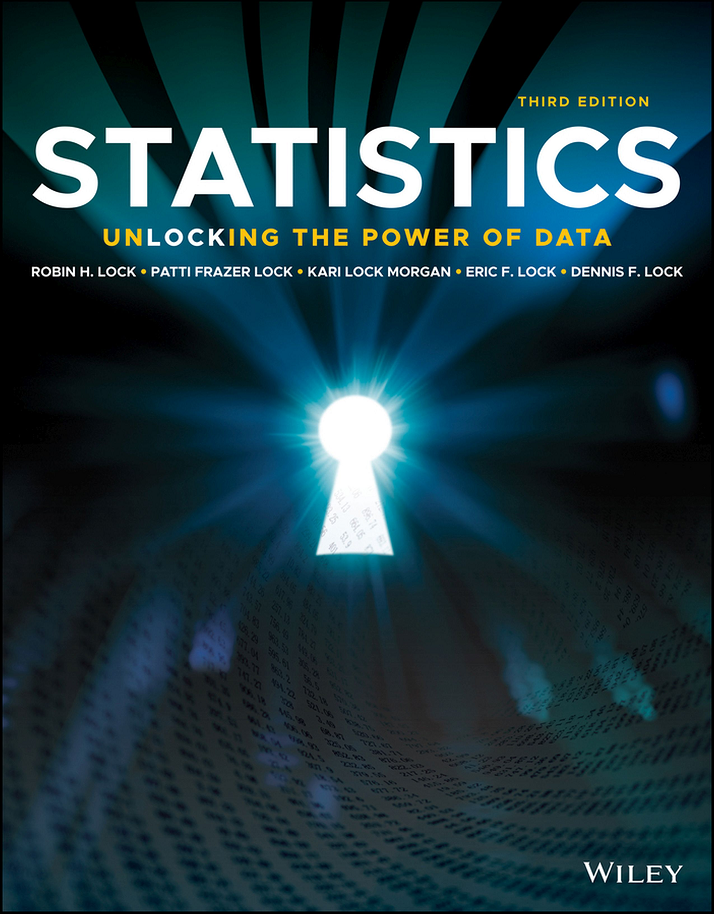 THIRD EDITION
STATISTICS
UNLOCKING THE POWER OF DATA
ROBIN H. LOCK • PATTI FRAZER LOCK • KARI LOCK MORGAN • ERIC F. LOCK • DENNIS F. LOCK
WILEY